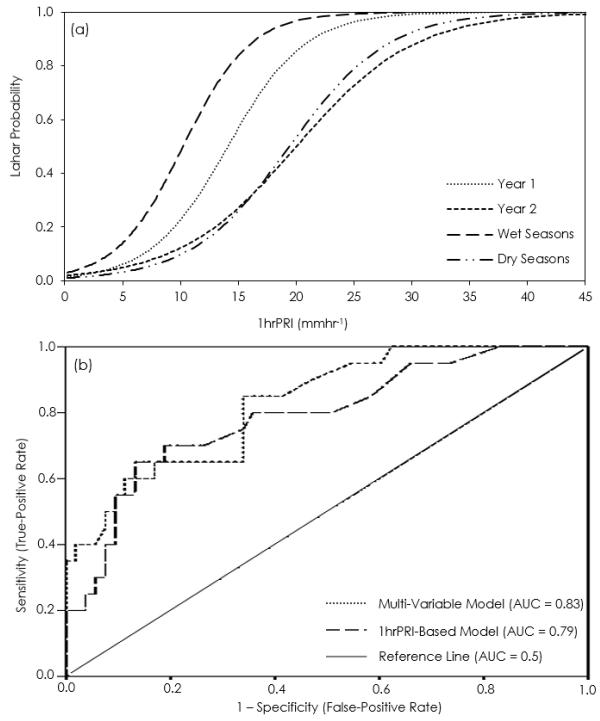 (a)
1.0
0.8
0.6
0.4
0.2
0.0
Lahar Probability
Year 1
Year 2
Wet Seasons
Dry Seasons
0 5 10 15 20 25 30 35 40 45
1hrPRI (mmhr⁻¹)
(b)
1.0
0.8
0.6
0.4
0.2
0.0
Sensitivity (True-Positive Rate)
Multi-Variable Model (AUC = 0.83)
1hrPRI-Based Model (AUC = 0.79)
Reference Line (AUC = 0.5)
0.0 0.2 0.4 0.6 0.8 1.0
1 – Specificity (False-Positive Rate)